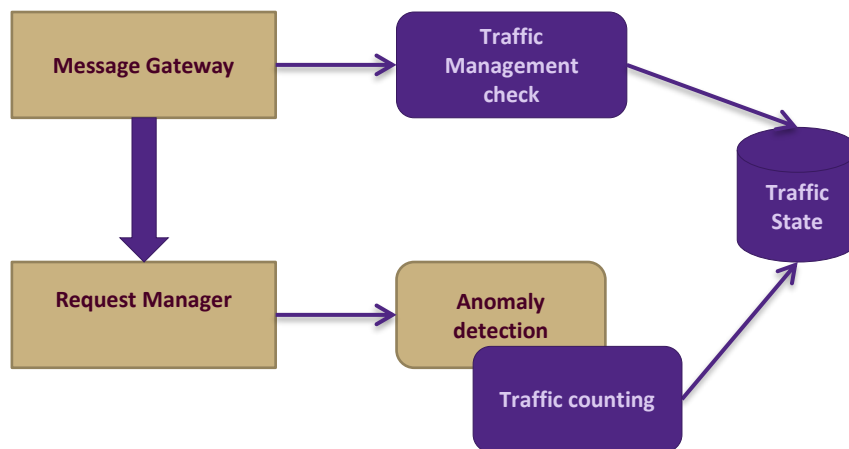 Message Gateway
Traffic
Management
check
Traffic
State
Request Manager
Anomaly
detection
Traffic counting